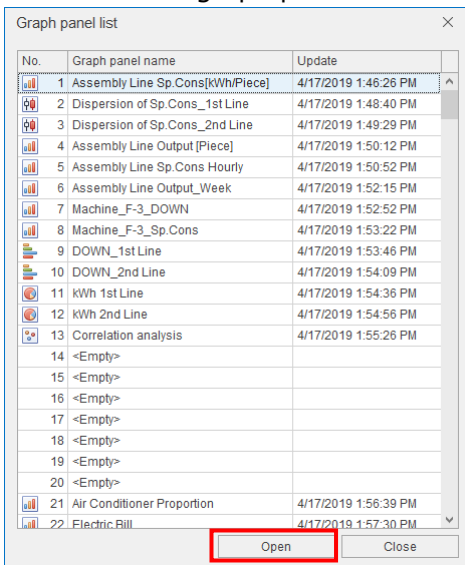 Graph panel list
No. Graph panel name Update
1 Assembly Line Sp.Cons[kWh/Piece] 4/17/2019 1:46:26 PM
2 Dispersion of Sp.Cons_1st Line 4/17/2019 1:48:40 PM
3 Dispersion of Sp.Cons_2nd Line 4/17/2019 1:49:29 PM
4 Assembly Line Output [Piece] 4/17/2019 1:50:12 PM
5 Assembly Line Sp.Cons Hourly 4/17/2019 1:50:52 PM
6 Assembly Line Output_Week 4/17/2019 1:52:15 PM
7 Machine_F-3_DOWN 4/17/2019 1:52:52 PM
8 Machine_F-3_Sp.Cons 4/17/2019 1:53:22 PM
9 DOWN_1st Line 4/17/2019 1:53:46 PM
10 DOWN_2nd Line 4/17/2019 1:54:09 PM
11 kWh 1st Line 4/17/2019 1:54:36 PM
12 kWh 2nd Line 4/17/2019 1:54:56 PM
13 Correlation analysis 4/17/2019 1:55:26 PM
14 <Empty>
15 <Empty>
16 <Empty>
17 <Empty>
18 <Empty>
19 <Empty>
20 <Empty>
21 Air Conditioner Proportion 4/17/2019 1:56:39 PM
22 Electric Bill 4/17/2019 1:57:30 PM
Open Close